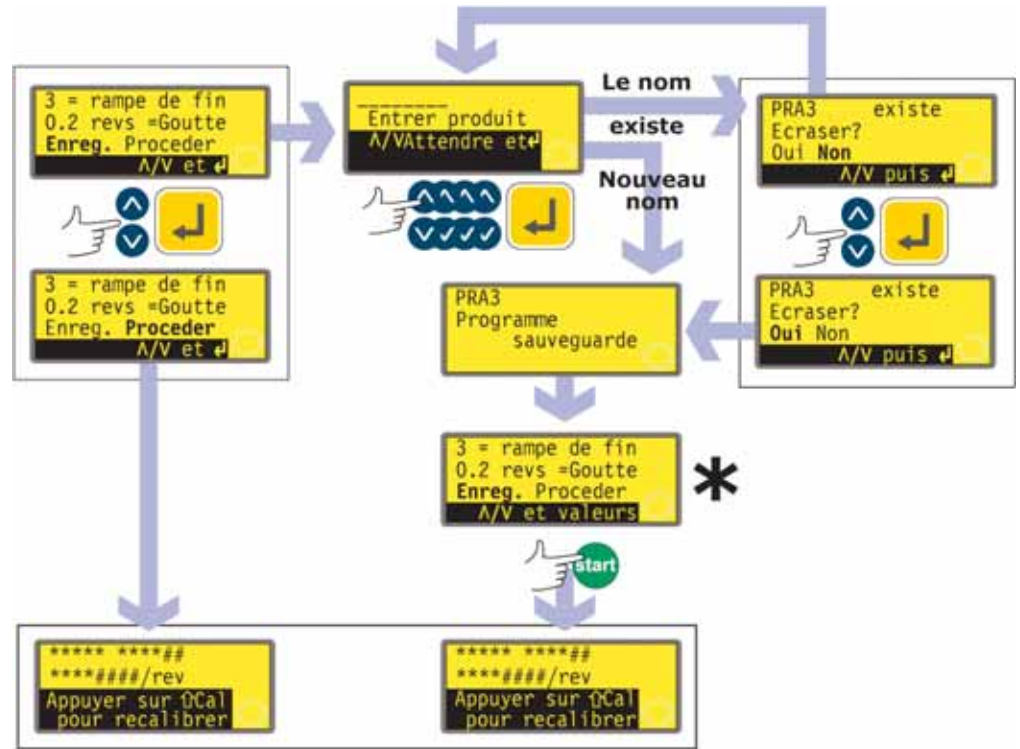 3 = rampe de fin
0.2 revs =Goutte
Enreg. Proceder
Λ/V et ↲
3 = rampe de fin
0.2 revs =Goutte
Enreg. Proceder
Λ/V et ↲
________
Entrer produit
Λ/VAttendre et↲
Le nom
existe
Nouveau
nom
PRA3 existe
Ecraser?
Oui Non
Λ/V puis ↲
PRA3 existe
Ecraser?
Oui Non
Λ/V puis ↲
PRA3
Programme
sauvegarde
3 = rampe de fin
0.2 revs =Goutte
Enreg. Proceder
Λ/V et valeurs
*
start
***** ****##
****####/rev
Appuyer sur ⇧Cal
pour recalibrer
***** ****##
****####/rev
Appuyer sur ⇧Cal
pour recalibrer